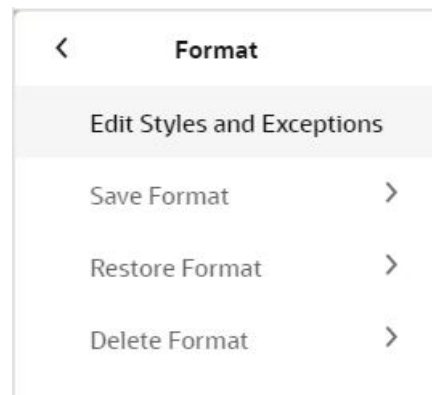 Format
Edit Styles and Exceptions
Save Format
Restore Format
Delete Format